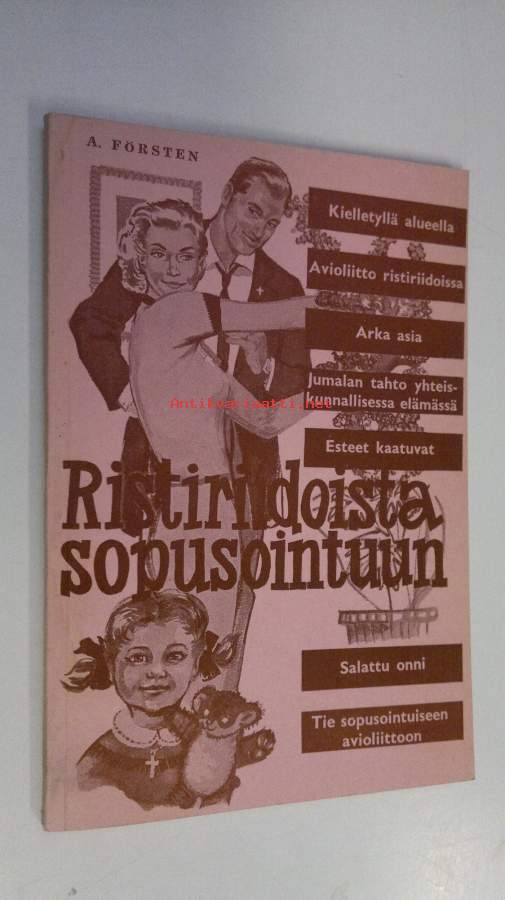 A. FÖRSTEN
Kielletyllä alueella
Avioliitto ristiriidoissa
Arka asia
Jumalan tahto yhteis-
kunnallisessa elämässä
Antikvariaatti.net
Esteet kaatuvat
Ristiriidoista
sopusointuun
Salattu onni
Tie sopusointuiseen
avioliittoon